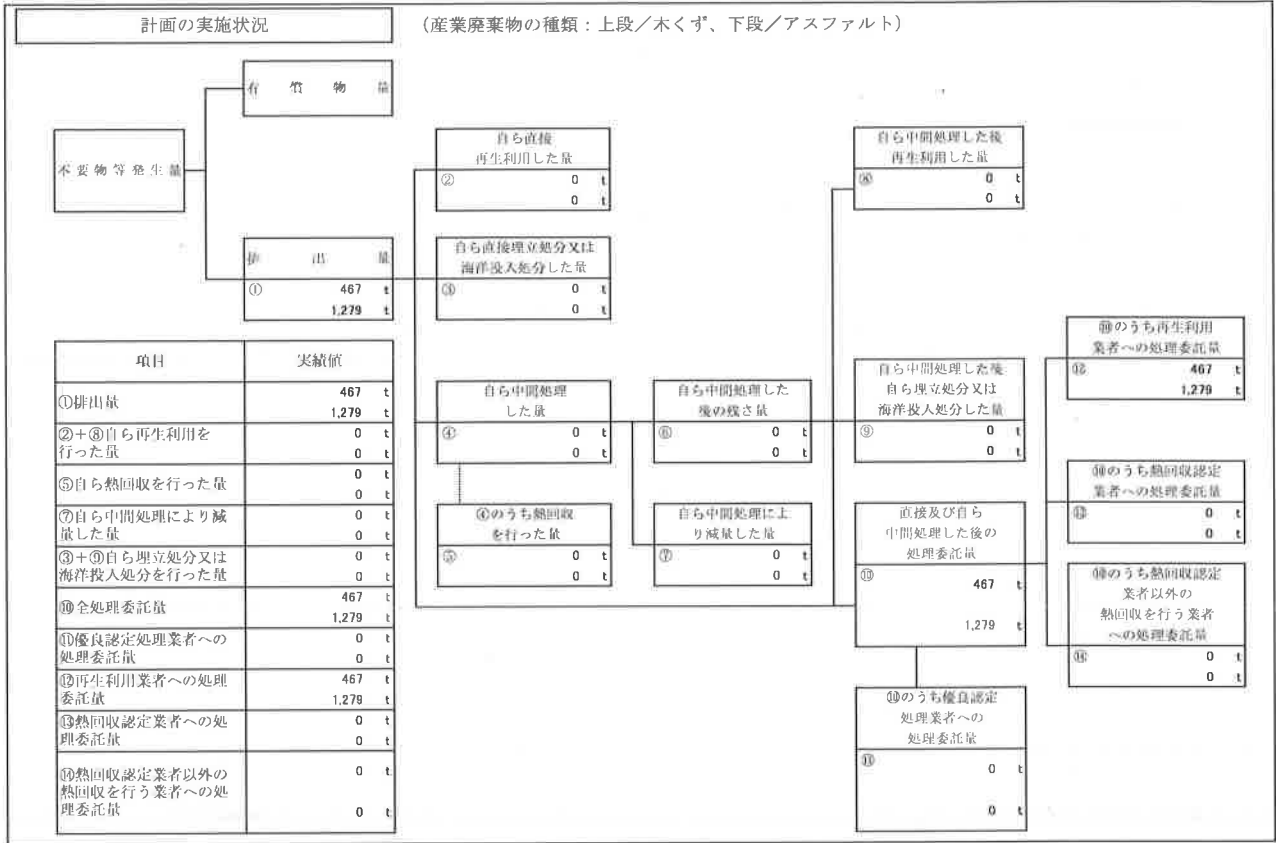 計画の実施状況
（産業廃棄物の種類：上段／木くず、下段／アスファルト）
有償物量
不要物等発生量
排出量
① 467 t
1,279 t
自ら直接
再生利用した量
② 0 t
0 t
自ら直接埋立処分又は
海洋投入処分した量
③ 0 t
0 t
自ら中間処理した後
再生利用した量
⑧ 0 t
0 t
自ら中間処理
した量
④ 0 t
0 t
④のうち熱回収
を行った量
⑤ 0 t
0 t
自ら中間処理した
後の残さ量
⑥ 0 t
0 t
自ら中間処理によ
り減量した量
⑦ 0 t
0 t
自ら中間処理した後
自ら埋立処分又は
海洋投入処分した量
⑨ 0 t
0 t
直接及び自ら
中間処理した後の
処理委託量
⑩ 467 t
1,279 t
⑩のうち優良認定
処理業者への
処理委託量
⑪ 0 t
0 t
⑩のうち再生利用
業者への処理委託量
⑫ 467 t
1,279 t
⑩のうち熱回収認定
業者への処理委託量
⑬ 0 t
0 t
⑩のうち熱回収認定
業者以外の
熱回収を行う業者
への処理委託量
⑭ 0 t
0 t
項目 実績値
①排出量 467 t
1,279 t
②＋⑧自ら再生利用を 0 t
行った量 0 t
⑤自ら熱回収を行った量 0 t
0 t
⑦自ら中間処理により減 0 t
量した量 0 t
③＋⑨自ら埋立処分又は 0 t
海洋投入処分を行った量 0 t
⑩全処理委託量 467 t
1,279 t
⑪優良認定処理業者への 0 t
処理委託量 0 t
⑫再生利用業者への処理 467 t
委託量 1,279 t
⑬熱回収認定業者への処 0 t
理委託量 0 t
⑭熱回収認定業者以外の 0 t
熱回収を行う業者への処
理委託量 0 t